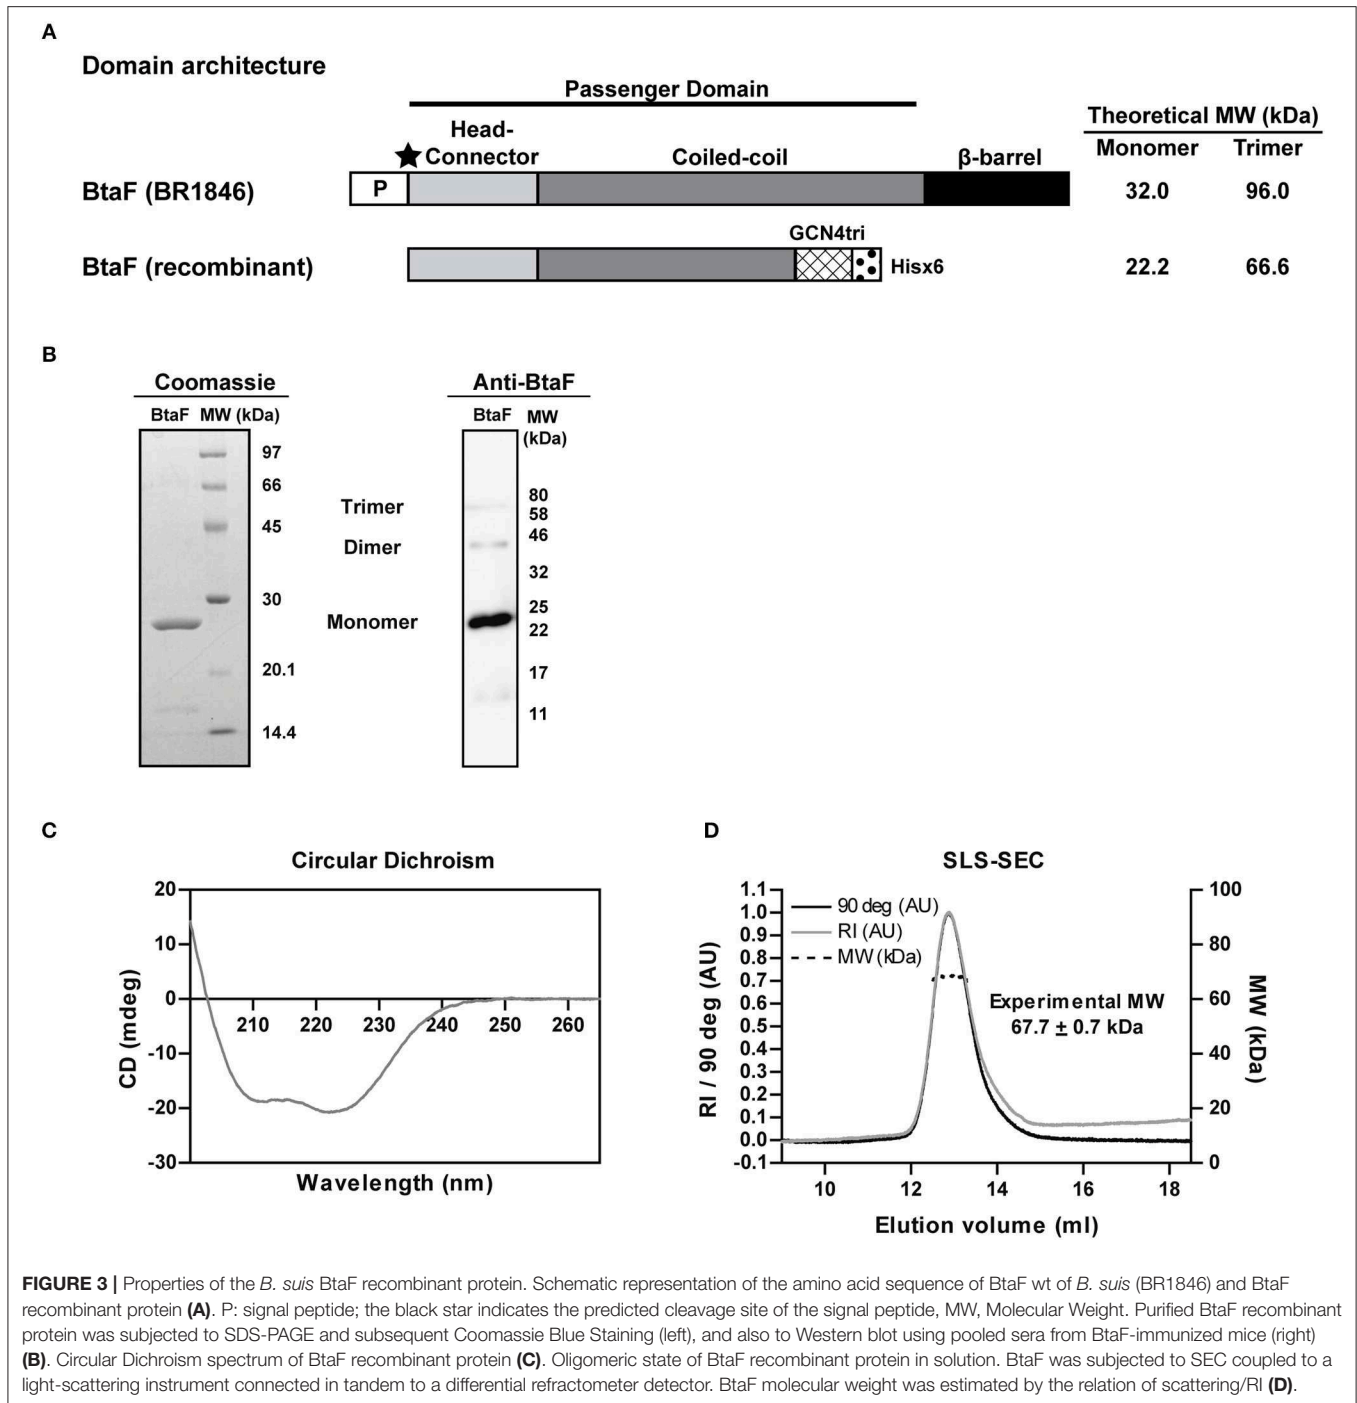 A
Domain architecture
Passenger Domain
Theoretical MW (kDa)
Monomer Trimer
Head-
Connector
Coiled-coil
β-barrel
BtaF (BR1846)
P
32.0 96.0
GCN4tri
BtaF (recombinant)
Hisx6
22.2 66.6
B
Coomassie
BtaF MW (kDa)
97
66
45
30
20.1
14.4
Trimer
Dimer
Monomer
Anti-BtaF
BtaF MW
(kDa)
80
58
46
32
25
22
17
11
C
Circular Dichroism
CD (mdeg)
20
10
0
-10
-20
-30
210 220 230 240 250 260
Wavelength (nm)
D
SLS-SEC
RI / 90 deg (AU)
1.1
1.0
0.9
0.8
0.7
0.6
0.5
0.4
0.3
0.2
0.1
0.0
-0.1
90 deg (AU)
RI (AU)
MW (kDa)
Experimental MW
67.7 ± 0.7 kDa
100
80
60
40
20
0
MW (kDa)
10 12 14 16 18
Elution volume (ml)
FIGURE 3 | Properties of the B. suis BtaF recombinant protein. Schematic representation of the amino acid sequence of BtaF wt of B. suis (BR1846) and BtaF
recombinant protein (A). P: signal peptide; the black star indicates the predicted cleavage site of the signal peptide, MW, Molecular Weight. Purified BtaF recombinant
protein was subjected to SDS-PAGE and subsequent Coomassie Blue Staining (left), and also to Western blot using pooled sera from BtaF-immunized mice (right)
(B). Circular Dichroism spectrum of BtaF recombinant protein (C). Oligomeric state of BtaF recombinant protein in solution. BtaF was subjected to SEC coupled to a
light-scattering instrument connected in tandem to a differential refractometer detector. BtaF molecular weight was estimated by the relation of scattering/RI (D).